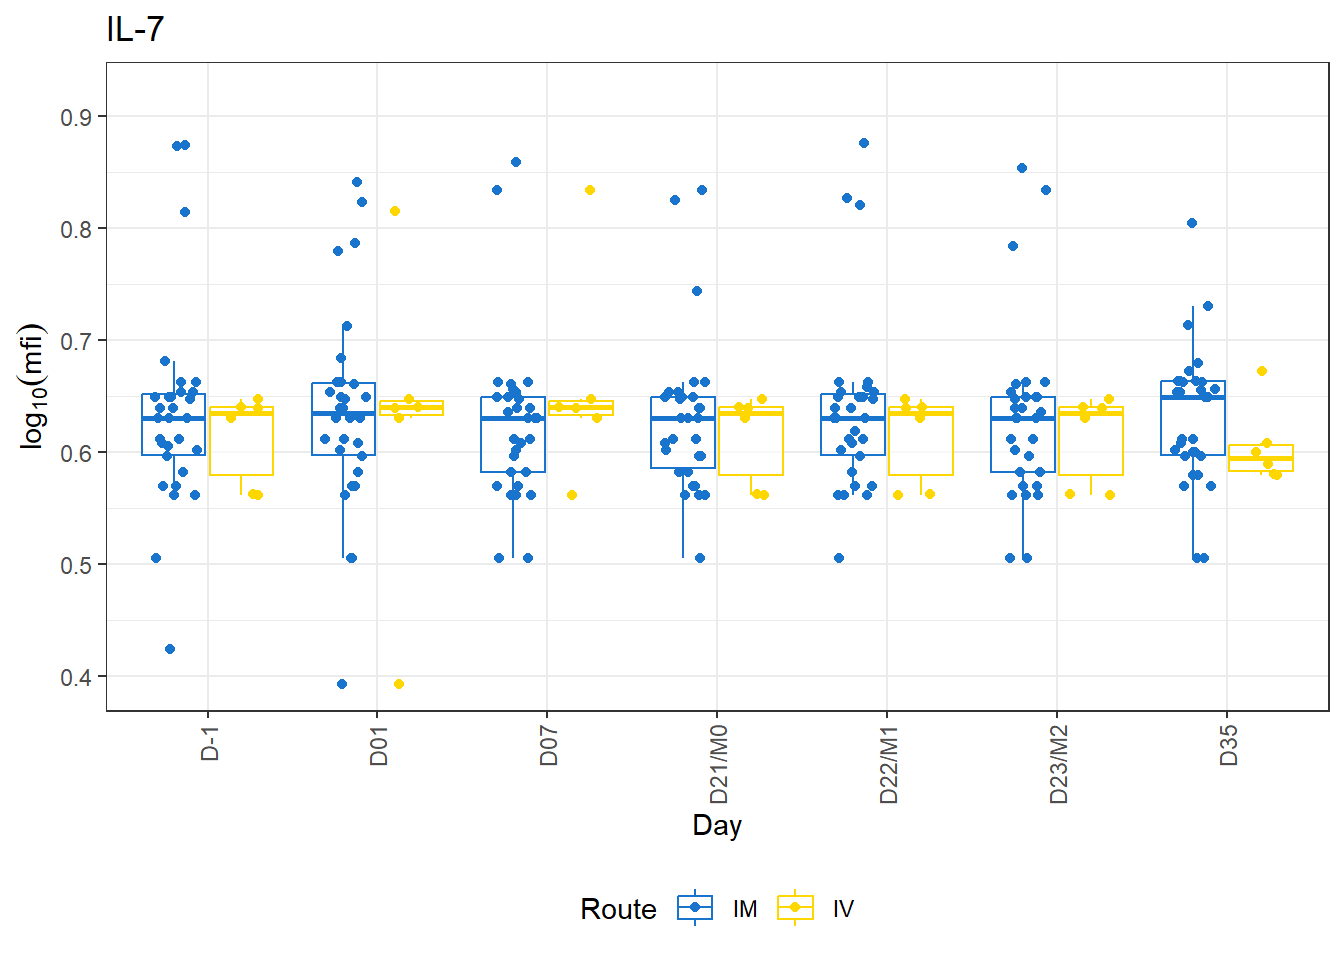 IL-7
0.9
0.8
0.7
0.6
0.5
0.4
log₁₀(mfi)
D-1
D01
D07
D21/M0
D22/M1
D23/M2
D35
Day
Route IM IV